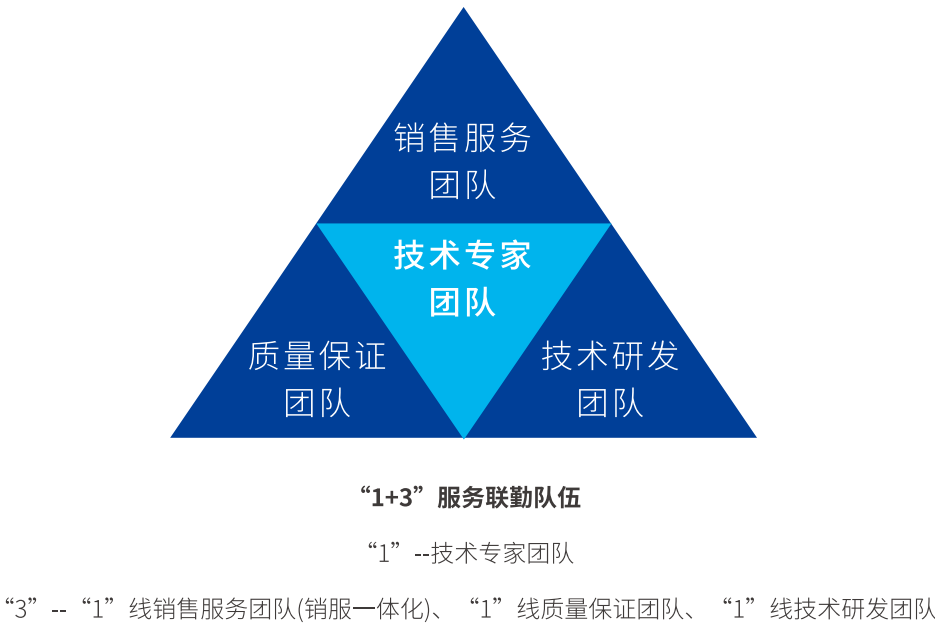 销售服务
团队
技术专家
团队
质量保证
团队
技术研发
团队
“1+3”服务联勤队伍
“1”--技术专家团队
“3”--“1”线销售服务团队(销服一体化)、“1”线质量保证团队、“1”线技术研发团队